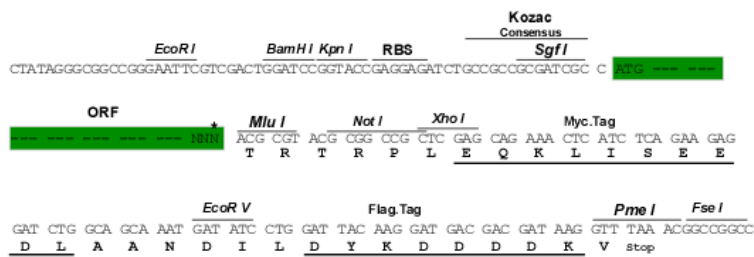 Kozac
Consensus
EcoR I BamH I Kpn I RBS Sgf I
CTATAGGGCGGCCGGGAATTCGTCGACTGGATCCGGTACCGAGGAGATCTGCCGCCGCGATCGC C ATG --- ---
ORF
Mlu I Not I Xho I Myc.Tag
--- --- --- --- --- --- NNN* ACG CGT ACG CGG CCG CTC GAG CAG AAA CTC ATC TCA GAA GAG
T R T R P L E Q K L I S E E
EcoR V Flag.Tag Pme I Fse I
GAT CTG GCA GCA AAT GAT ATC CTG GAT TAC AAG GAT GAC GAC GATAAG GTT TAA ACGGCCGGCC
D L A A N D I L D Y K D D D D K V Stop